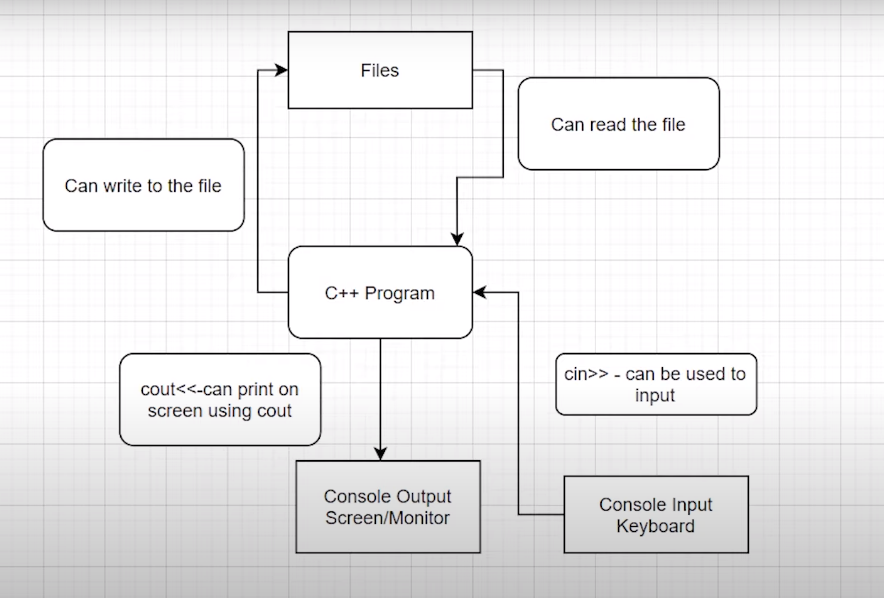 Files
Can read the file
Can write to the file
C++ Program
cout<<-can print on
screen using cout
cin>> - can be used to
input
Console Output
Screen/Monitor
Console Input
Keyboard